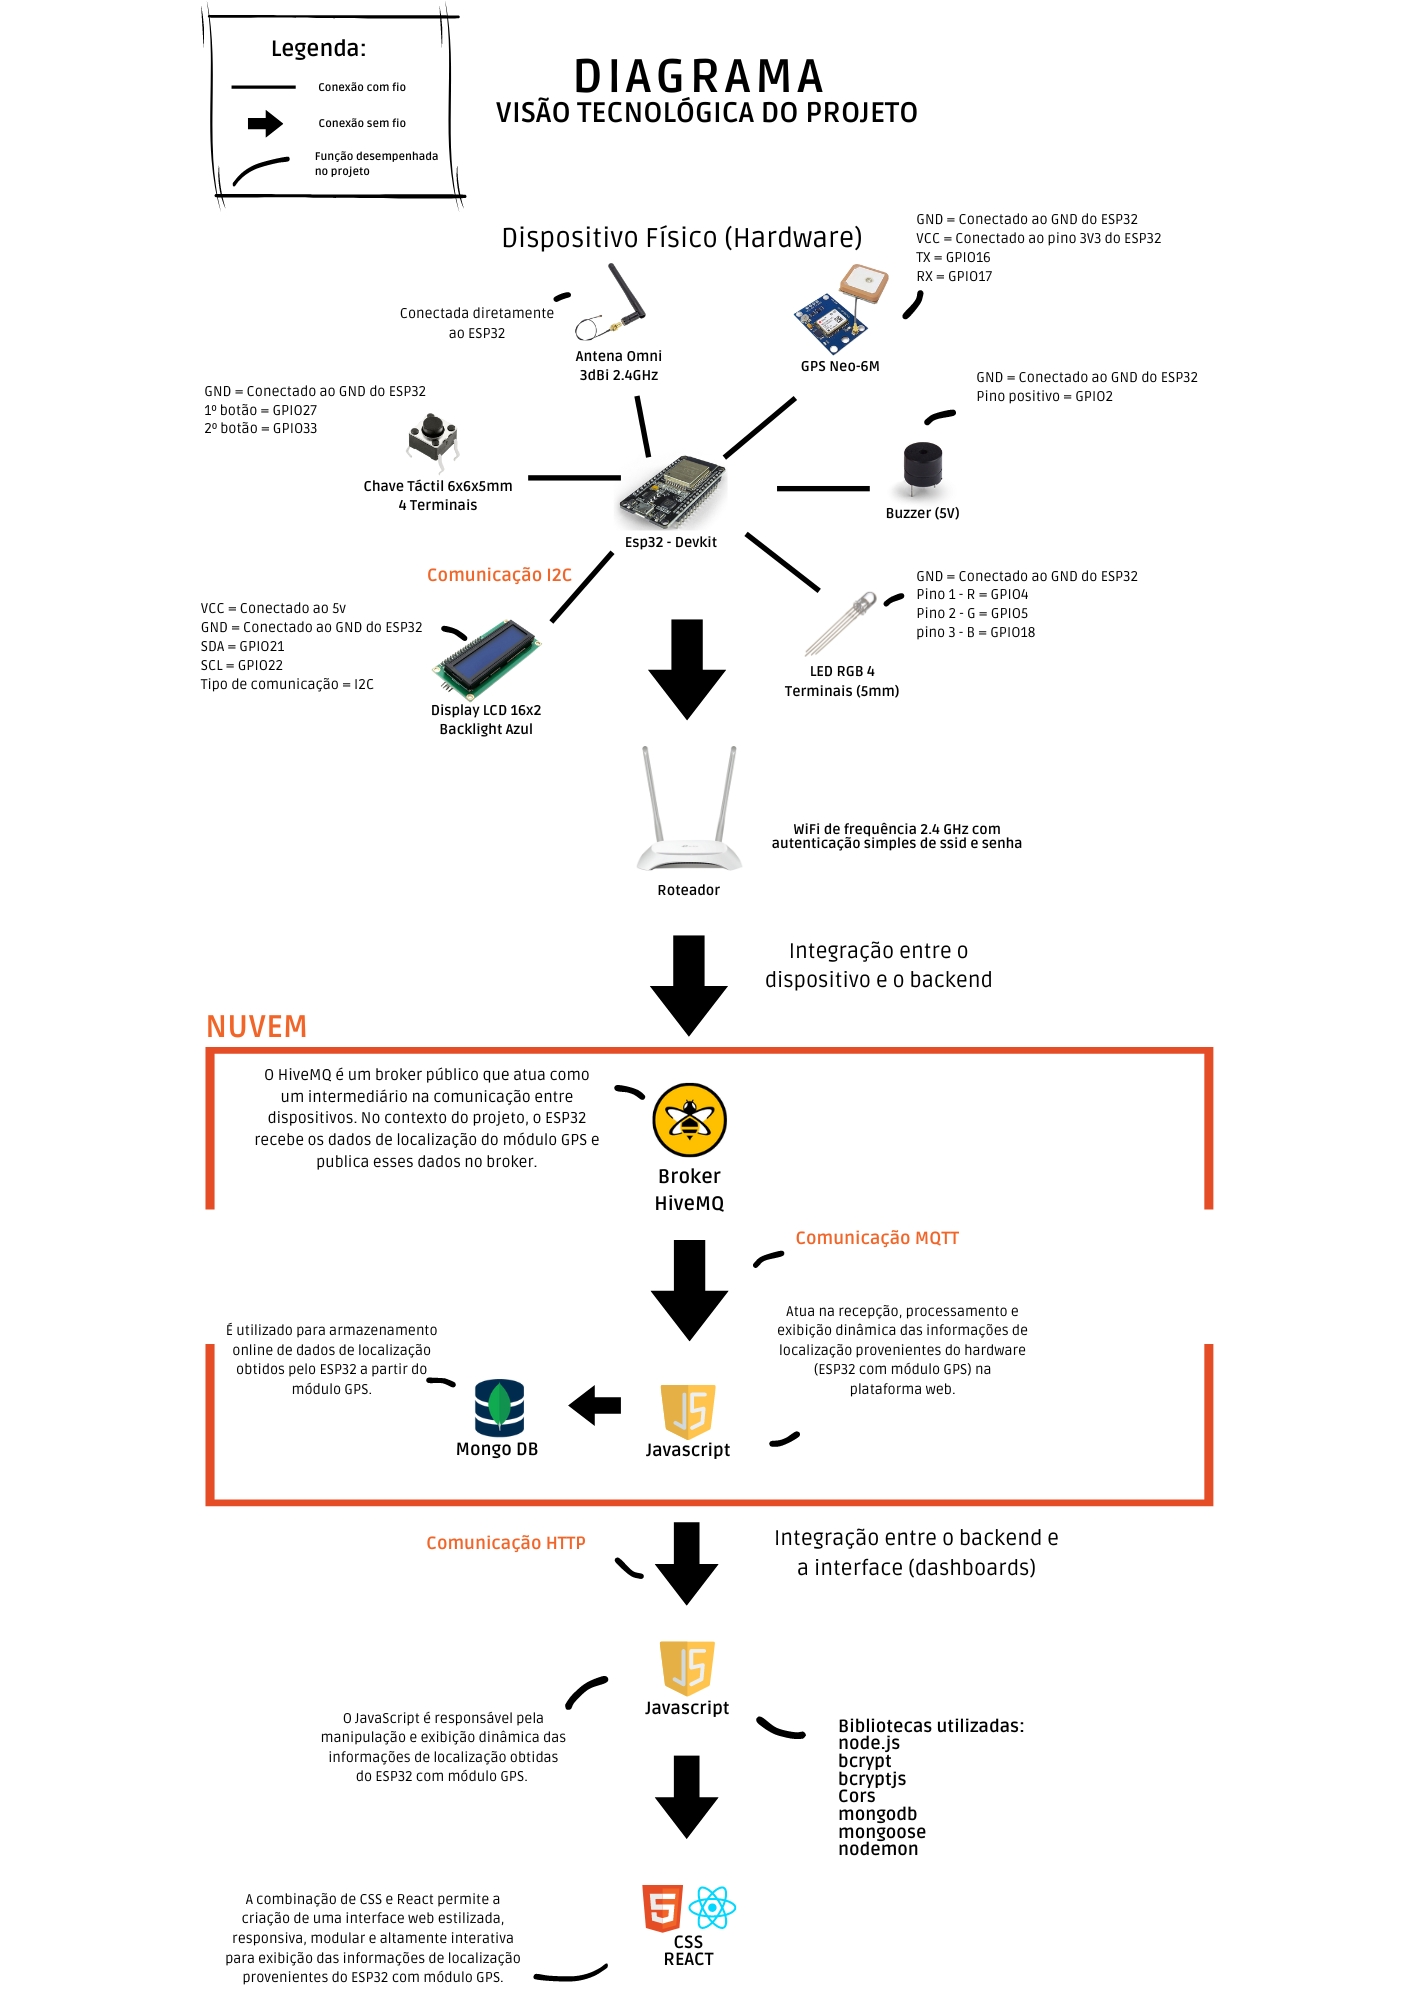 Legenda:
Conexão com fio
Conexão sem fio
Função desempenhada
no projeto
DIAGRAMA
VISÃO TECNOLÓGICA DO PROJETO
Dispositivo Físico (Hardware)
GND = Conectado ao GND do ESP32
VCC = Conectado ao pino 3V3 do ESP32
TX = GPIO16
RX = GPIO17
Conectada diretamente
ao ESP32
Antena Omni
3dBi 2.4GHz
GPS Neo-6M
GND = Conectado ao GND do ESP32
Pino positivo = GPIO2
GND = Conectado ao GND do ESP32
1º botão = GPIO27
2º botão = GPIO33
Chave Táctil 6x6x5mm
4 Terminais
Buzzer (5V)
Esp32 - Devkit
Comunicação I2C
GND = Conectado ao GND do ESP32
Pino 1 - R = GPIO4
Pino 2 - G = GPIO5
pino 3 - B = GPIO18
VCC = Conectado ao 5v
GND = Conectado ao GND do ESP32
SDA = GPIO21
SCL = GPIO22
Tipo de comunicação = I2C
LED RGB 4
Terminais (5mm)
Display LCD 16x2
Backlight Azul
WiFi de frequência 2.4 GHz com
autenticação simples de ssid e senha
Roteador
Integração entre o
dispositivo e o backend
NUVEM
O HiveMQ é um broker público que atua como
um intermediário na comunicação entre
dispositivos. No contexto do projeto, o ESP32
recebe os dados de localização do módulo GPS e
publica esses dados no broker.
Broker
HiveMQ
Comunicação MQTT
Atua na recepção, processamento e
exibição dinâmica das informações de
localização provenientes do hardware
(ESP32 com módulo GPS) na
plataforma web.
É utilizado para armazenamento
online de dados de localização
obtidos pelo ESP32 a partir do
módulo GPS.
Mongo DB
JS
Javascript
Comunicação HTTP
Integração entre o backend e
a interface (dashboards)
JS
Javascript
O JavaScript é responsável pela
manipulação e exibição dinâmica das
informações de localização obtidas
do ESP32 com módulo GPS.
Bibliotecas utilizadas:
node.js
bcrypt
bcryptjs
Cors
mongodb
mongoose
nodemon
A combinação de CSS e React permite a
criação de uma interface web estilizada,
responsiva, modular e altamente interativa
para exibição das informações de localização
provenientes do ESP32 com módulo GPS.
5
CSS
REACT